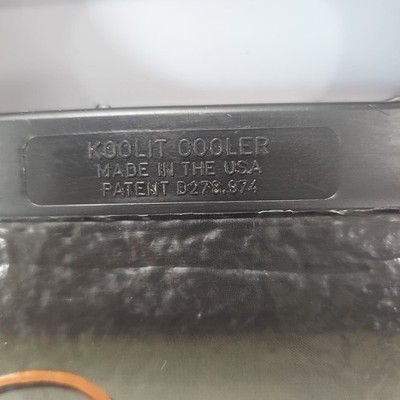 KOOLIT COOLER
MADE IN THE USA
PATENT D278,974